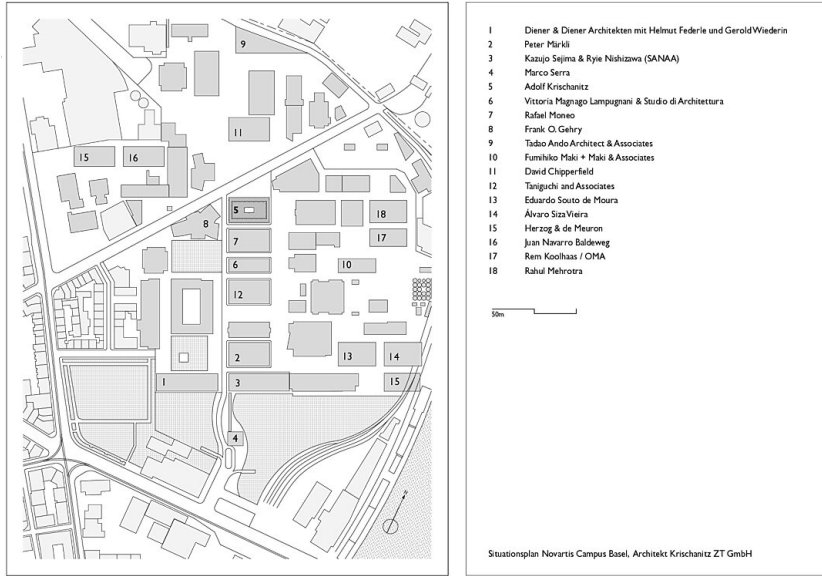 9
11
15 16
5
8
18
7
17
6
10
12
2
13 14
1
3
15
4
1 Diener & Diener Architekten mit Helmut Federle und Gerold Wiederin
2 Peter Märkli
3 Kazujo Sejima & Ryie Nishizawa (SANAA)
4 Marco Serra
5 Adolf Krischanitz
6 Vittoria Magnago Lampugnani & Studio di Architettura
7 Rafael Moneo
8 Frank O. Gehry
9 Tadao Ando Architect & Associates
10 Fumihiko Maki + Maki & Associates
11 David Chipperfield
12 Taniguchi and Associates
13 Eduardo Souto de Moura
14 Álvaro Siza Vieira
15 Herzog & de Meuron
16 Juan Navarro Baldeweg
17 Rem Koolhaas / OMA
18 Rahul Mehrotra
50m
Situationsplan Novartis Campus Basel, Architekt Krischanitz ZT GmbH